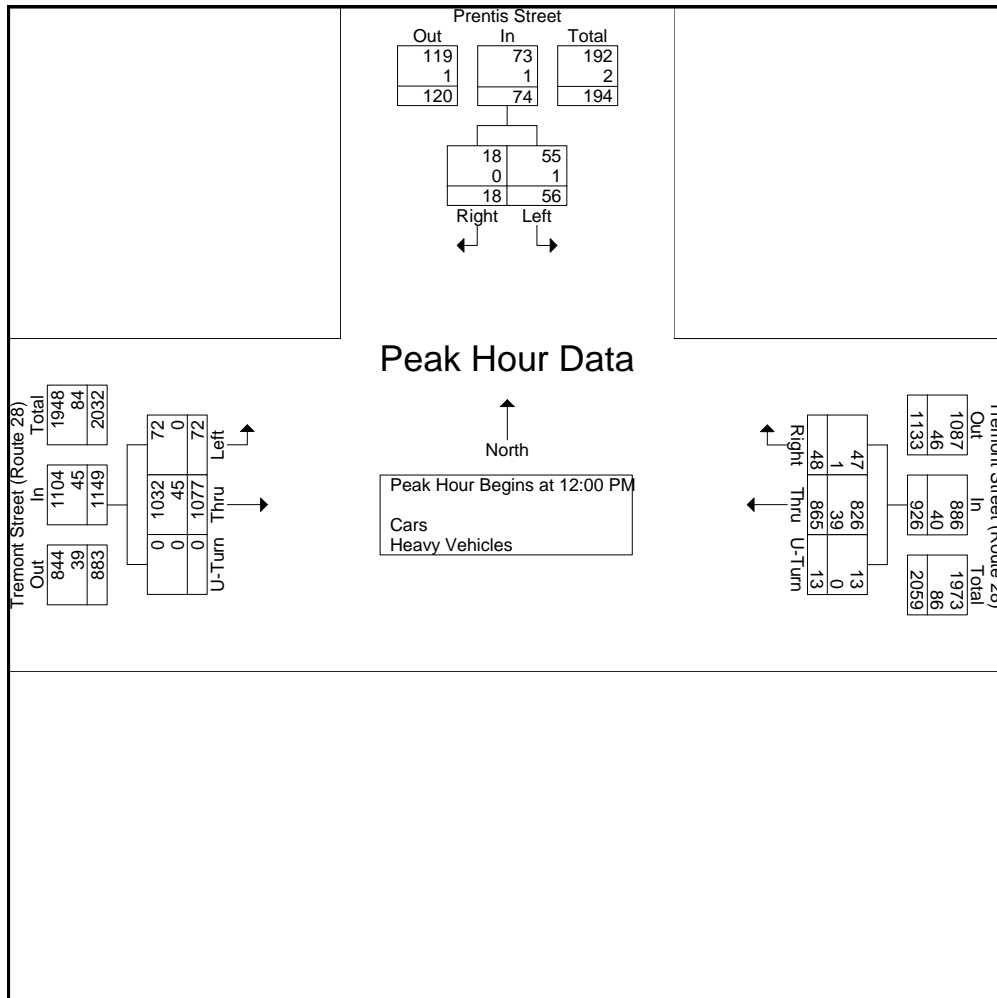 Prentis Street
Out In Total
119 73 192
1 1 2
120 74 194
18 55
0 1
18 56
Right Left
Peak Hour Data
North
Peak Hour Begins at 12:00 PM
Cars
Heavy Vehicles
Tremont Street (Route 28)
Out In Total
844 1104 1948
39 45 84
883 1149 2032
0 1032 72
0 45 0
0 1077 72
U-Turn Thru Left
Tremont Street (Route 28)
Out In Total
1087 886 1973
46 40 86
1133 926 2059
47 826 13
1 39 0
48 865 13
Right Thru U-Turn